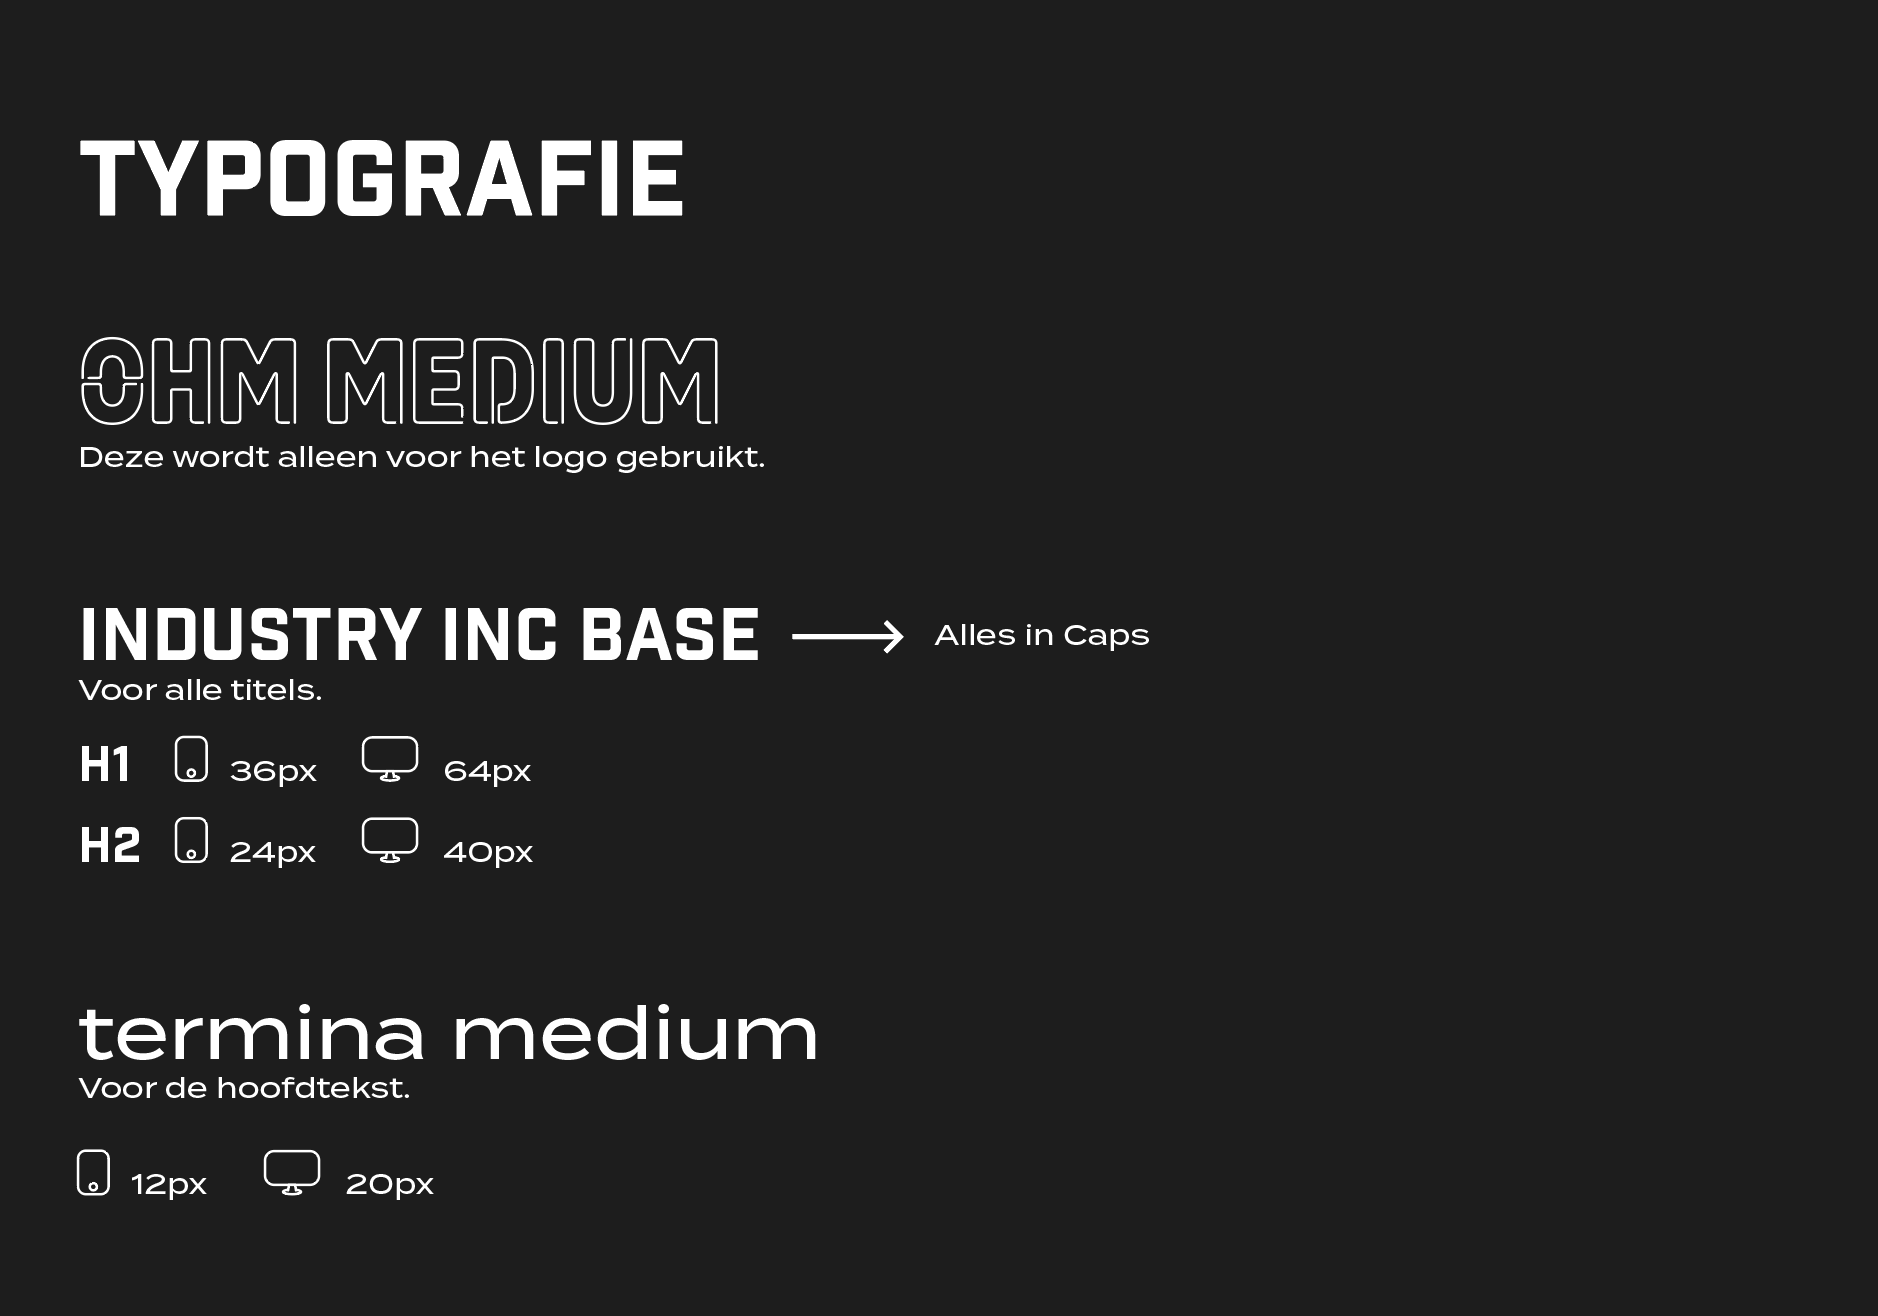 TYPOGRAFIE
OHM MEDIUM
Deze wordt alleen voor het logo gebruikt.
INDUSTRY INC BASE Alles in Caps
Voor alle titels.
H1 36px 64px
H2 24px 40px
termina medium
Voor de hoofdtekst.
12px 20px